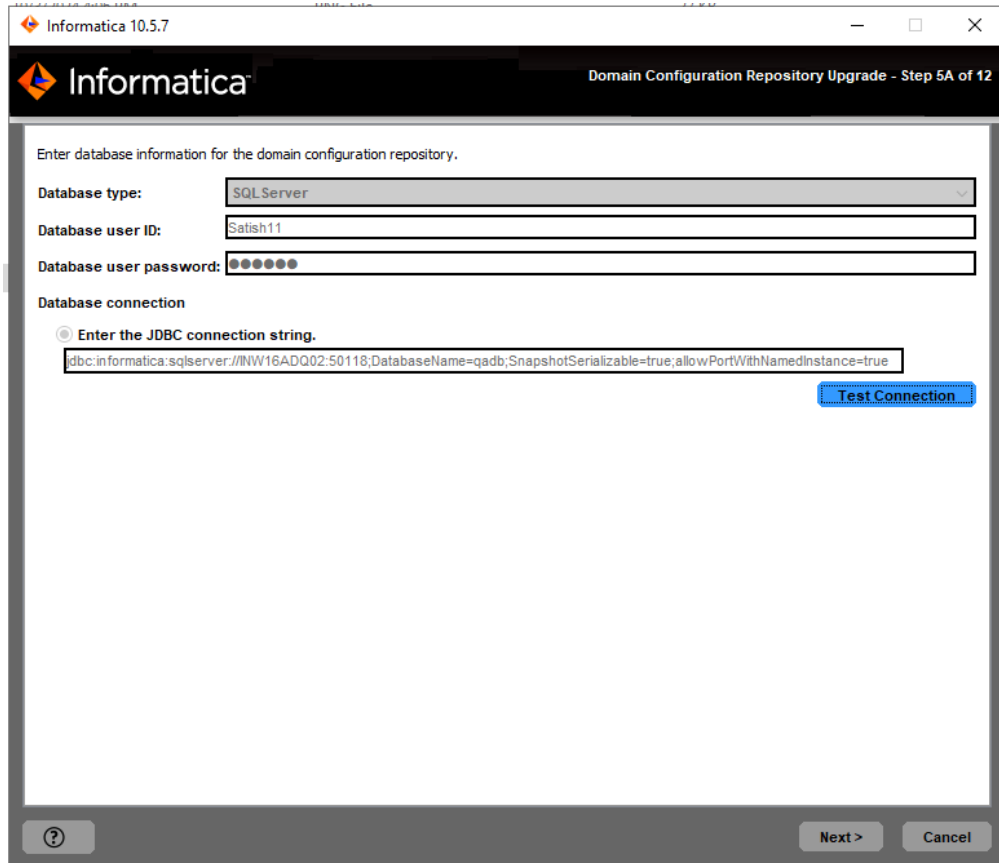 Informatica 10.5.7
Informatica
Domain Configuration Repository Upgrade - Step 5A of 12
Enter database information for the domain configuration repository.
Database type: SQLServer
Database user ID: Satish11
Database user password: ●●●●●●
Database connection
Enter the JDBC connection string.
jdbc:informatica:sqlserver://INW16ADQ02:50118;DatabaseName=qadb;SnapshotSerializable=true;allowPortWithNamedInstance=true
Test Connection
?
Next >
Cancel